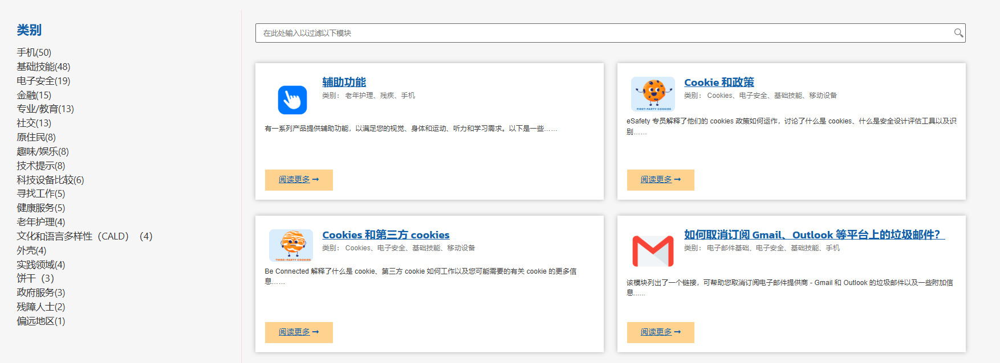 类别
手机(50)
基础技能(48)
电子安全(19)
金融(15)
专业/教育(13)
社交(13)
原住民(8)
趣味/娱乐(8)
技术提示(8)
科技设备比较(6)
寻找工作(5)
健康服务(5)
老年护理(4)
文化和语言多样性（CALD）（4）
外壳(4)
实践领域(4)
饼干（3）
政府服务(3)
残障人士(2)
偏远地区(1)
在此处输入以过滤以下模块
辅助功能
类别： 老年护理、残疾、手机
有一系列产品提供辅助功能，以满足您的视觉、身体和运动、听力和学习需求。以下是一些……
阅读更多 ➞
FIRST-PARTY COOKIES
Cookie 和政策
类别： Cookies、电子安全、基础技能、移动设备
eSafety 专员解释了他们的 cookies 政策如何运作，讨论了什么是 cookies、什么是安全设计评估工具以及识
别……
阅读更多 ➞
THIRD-PARTY COOKIES
Cookies 和第三方 cookies
类别： Cookies、电子安全、基础技能、移动设备
Be Connected 解释了什么是 cookie、第三方 cookie 如何工作以及您可能需要的有关 cookie 的更多信
息……
阅读更多 ➞
如何取消订阅 Gmail、Outlook 等平台上的垃圾邮件？
类别： 电子邮件基础、电子安全、基础技能、手机
该模块列出了一个链接，可帮助您取消订阅电子邮件提供商 - Gmail 和 Outlook 的垃圾邮件以及一些附加信
息......
阅读更多 ➞